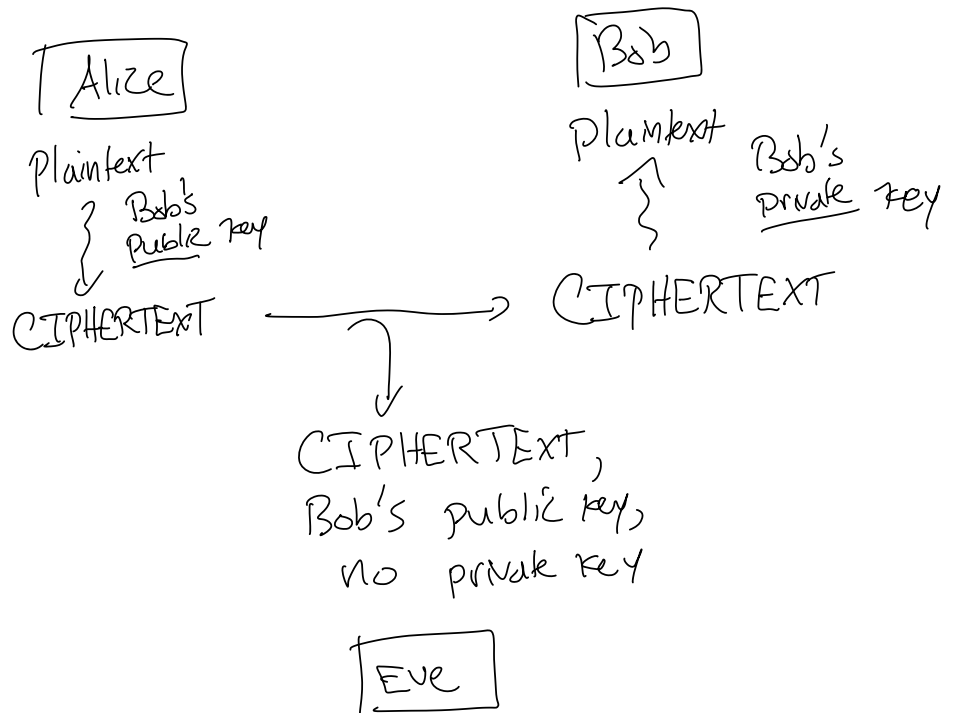 Alice
Plaintext
Bob's
public key
CIPHERTEXT
Bob
Plaintext
Bob's
private key
CIPHERTEXT
CIPHERTEXT,
Bob's public key,
no private key
Eve